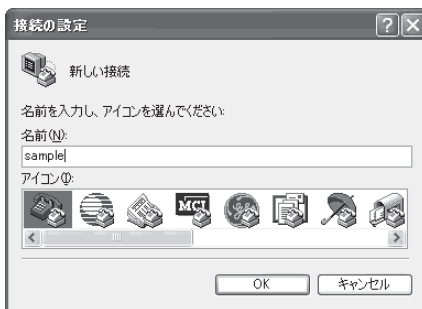 接続の設定
新しい接続
名前を入力し、アイコンを選んでください:
名前(N):
sample
アイコン(I):
MCI
OK
キャンセル